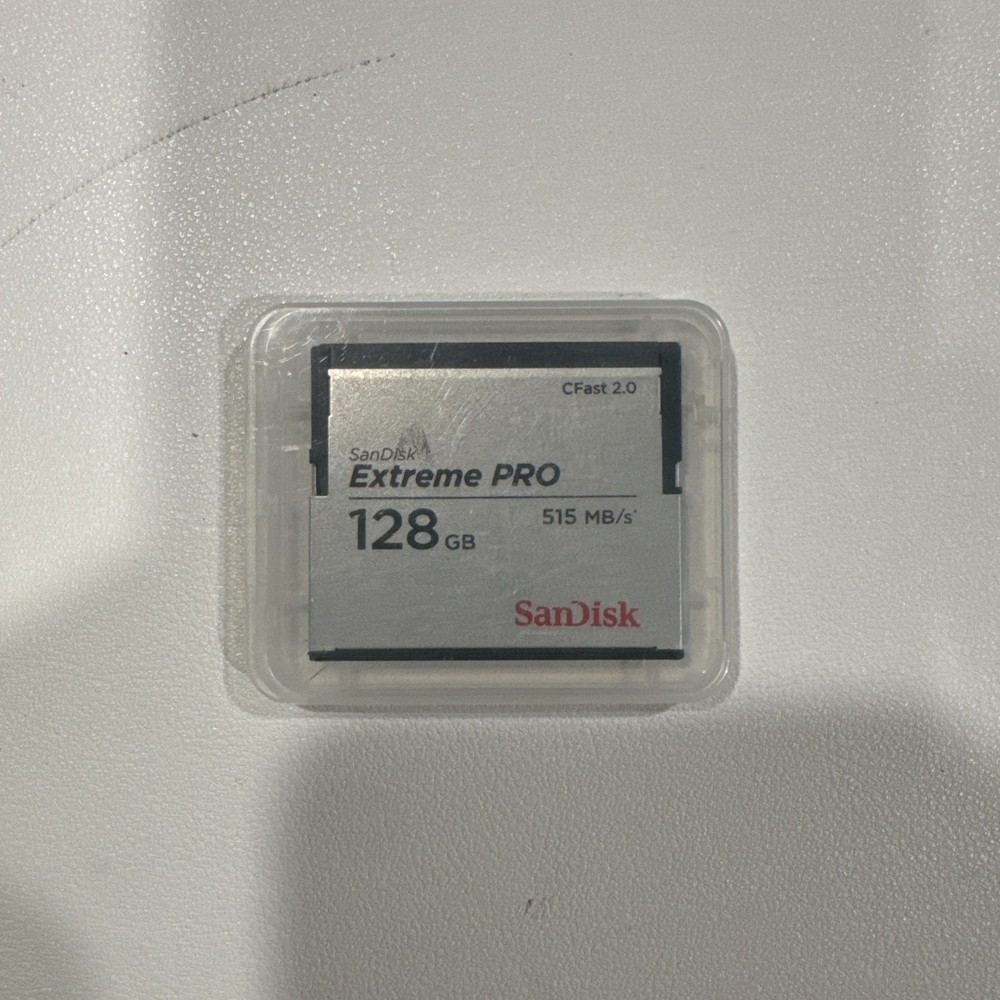 CFast 2.0
SanDisk
Extreme PRO
128 GB
515 MB/s*
SanDisk